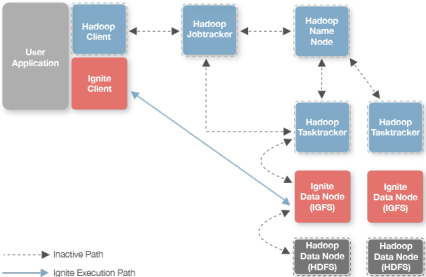 User
Application
Hadoop
Client
Ignite
Client
Hadoop
Jobtracker
Hadoop
Name
Node
Hadoop
Tasktracker
Hadoop
Tasktracker
Ignite
Data Node
(IGFS)
Ignite
Data Node
(IGFS)
Hadoop
Data Node
(HDFS)
Hadoop
Data Node
(HDFS)
Inactive Path
Ignite Execution Path